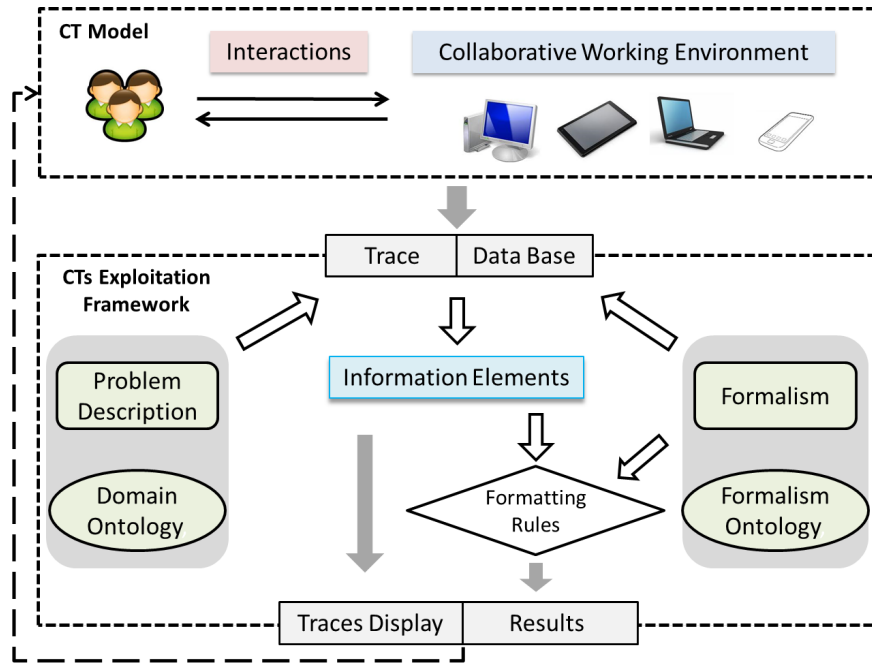 CT Model
Interactions
Collaborative Working Environment
Trace
Data Base
CTs Exploitation
Framework
Problem
Description
Information Elements
Formalism
Domain
Ontology
Formatting
Rules
Formalism
Ontology
Traces Display
Results